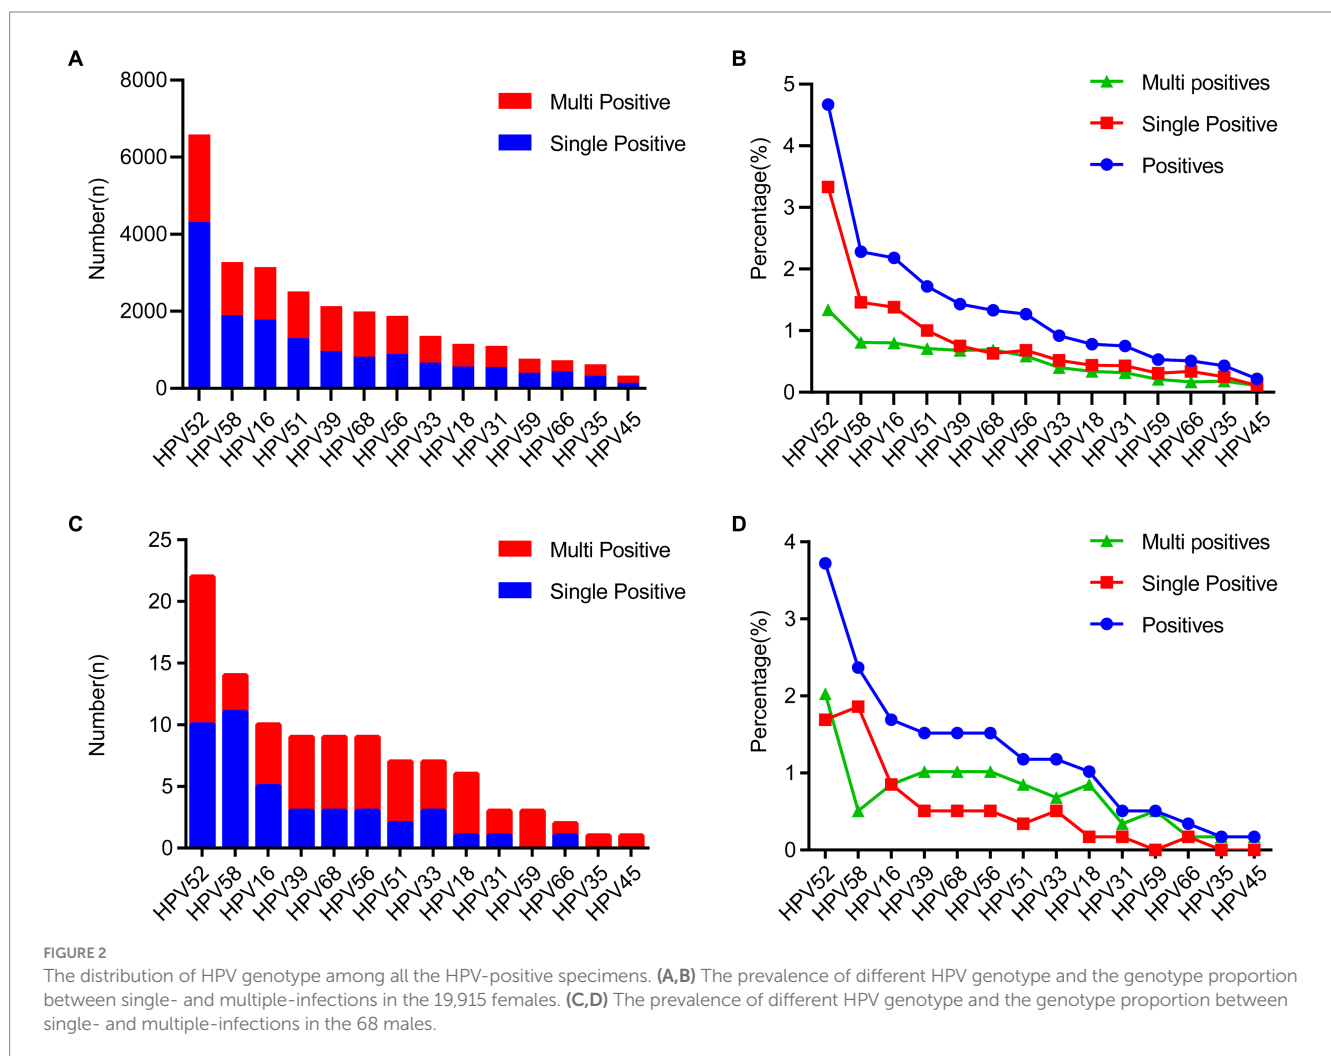 A
8000
6000
4000
2000
0
Number(n)
Multi Positive
Single Positive
HPV52
HPV58
HPV16
HPV51
HPV39
HPV68
HPV56
HPV33
HPV18
HPV31
HPV59
HPV66
HPV35
HPV45
B
5
4
3
2
1
0
Percentage(%)
Multi positives
Single Positive
Positives
HPV52
HPV58
HPV16
HPV51
HPV39
HPV68
HPV56
HPV33
HPV18
HPV31
HPV59
HPV66
HPV35
HPV45
C
25
20
15
10
5
0
Number(n)
Multi Positive
Single Positive
HPV52
HPV58
HPV16
HPV39
HPV68
HPV56
HPV51
HPV33
HPV18
HPV31
HPV59
HPV66
HPV35
HPV45
D
4
3
2
1
0
Percentage(%)
Multi positives
Single Positive
Positives
HPV52
HPV58
HPV16
HPV39
HPV68
HPV56
HPV51
HPV33
HPV18
HPV31
HPV59
HPV66
HPV35
HPV45
FIGURE 2
The distribution of HPV genotype among all the HPV-positive specimens. (A,B) The prevalence of different HPV genotype and the genotype proportion
between single- and multiple-infections in the 19,915 females. (C,D) The prevalence of different HPV genotype and the genotype proportion between
single- and multiple-infections in the 68 males.